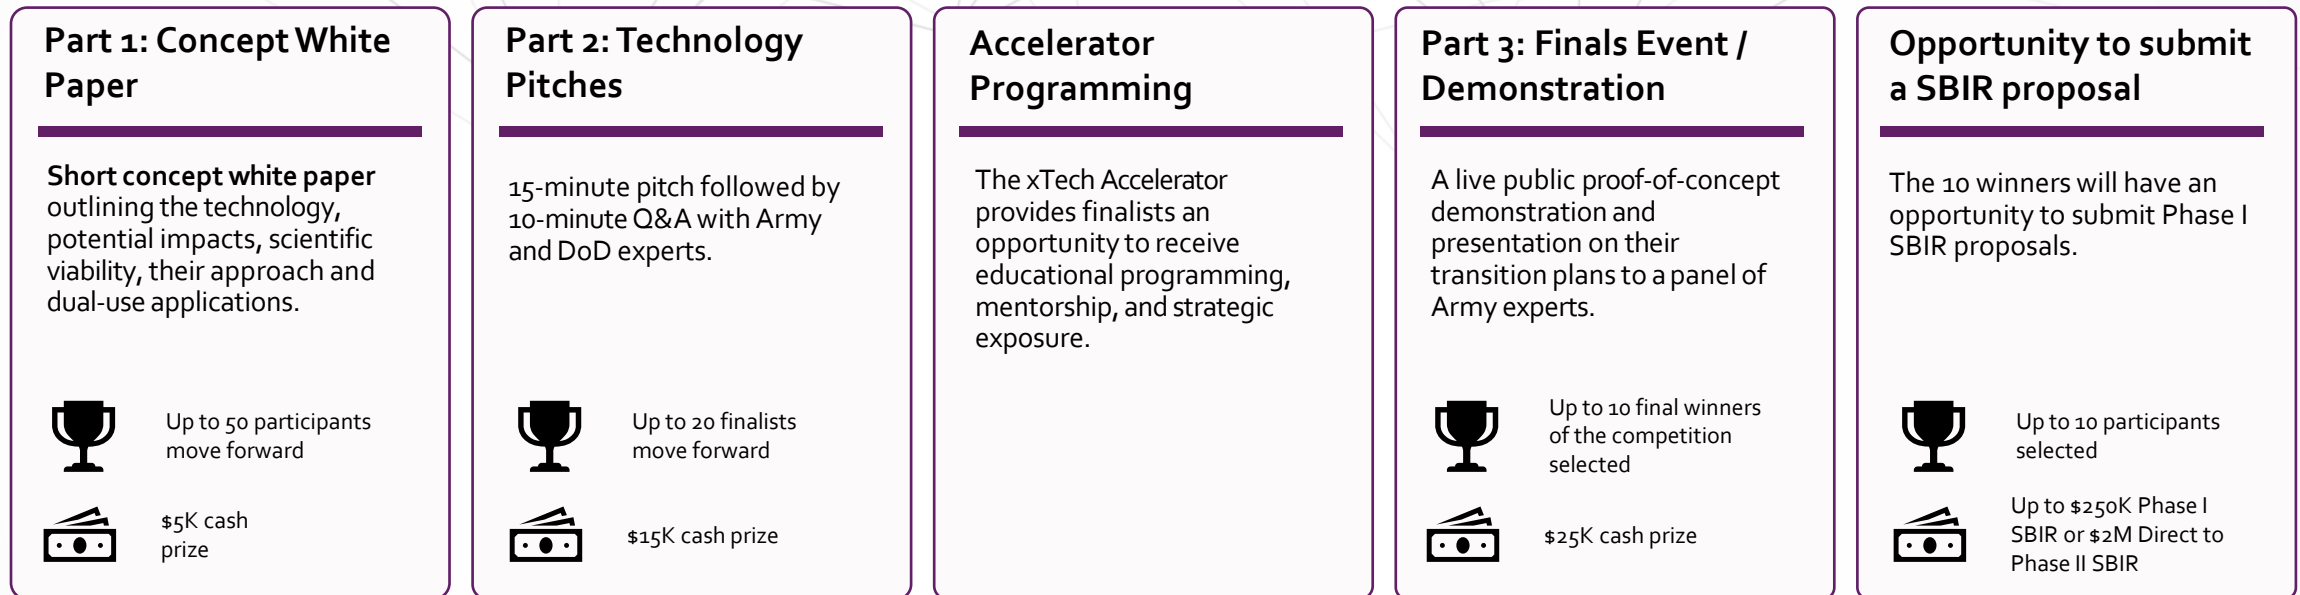 Part 1: Concept White
Paper
Short concept white paper
outlining the technology,
potential impacts, scientific
viability, their approach and
dual-use applications.
Up to 50 participants
move forward
$5K cash
prize
Part 2: Technology
Pitches
15-minute pitch followed by
10-minute Q&A with Army
and DoD experts.
Up to 20 finalists
move forward
$15K cash prize
Accelerator
Programming
The xTech Accelerator
provides finalists an
opportunity to receive
educational programming,
mentorship, and strategic
exposure.
Part 3: Finals Event /
Demonstration
A live public proof-of-concept
demonstration and
presentation on their
transition plans to a panel of
Army experts.
Up to 10 final winners
of the competition
selected
$25K cash prize
Opportunity to submit
a SBIR proposal
The 10 winners will have an
opportunity to submit Phase I
SBIR proposals.
Up to 10 participants
selected
Up to $250K Phase I
SBIR or $2M Direct to
Phase II SBIR